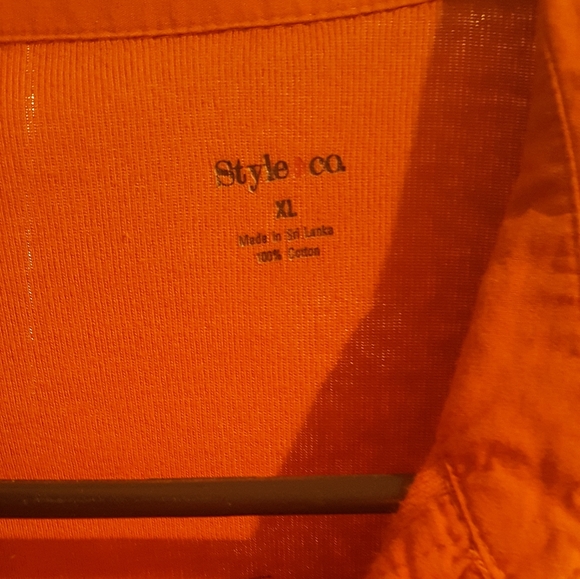 Style+co.
XL
Made in Sri Lanka
100% Cotton